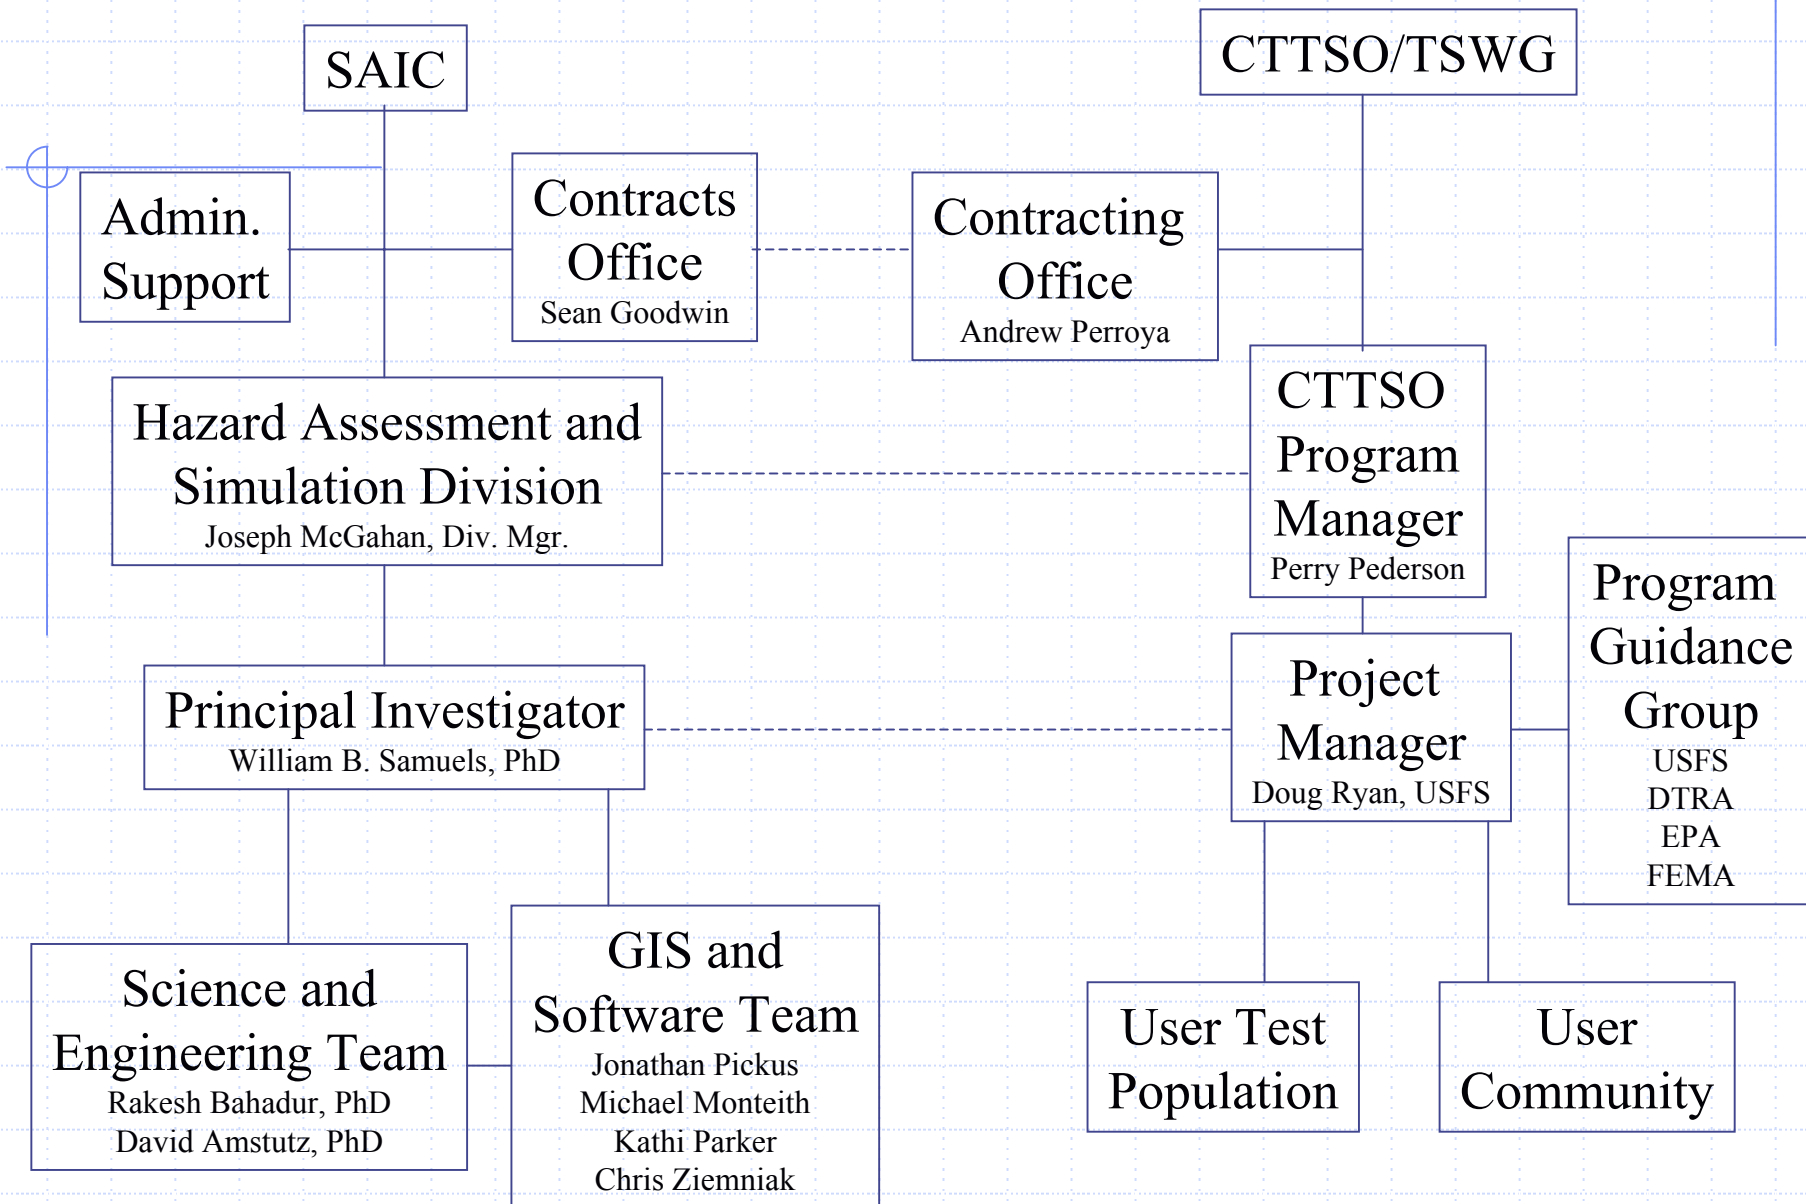 SAIC
CTTSO/TSWG
Admin.
Support
Contracts
Office
Sean Goodwin
Contracting
Office
Andrew Perroya
Hazard Assessment and
Simulation Division
Joseph McGahan, Div. Mgr.
CTTSO
Program
Manager
Perry Pederson
Program
Guidance
Group
USFS
DTRA
EPA
FEMA
Principal Investigator
William B. Samuels, PhD
Project
Manager
Doug Ryan, USFS
Science and
Engineering Team
Rakesh Bahadur, PhD
David Amstutz, PhD
GIS and
Software Team
Jonathan Pickus
Michael Monteith
Kathi Parker
Chris Ziemniak
User Test
Population
User
Community